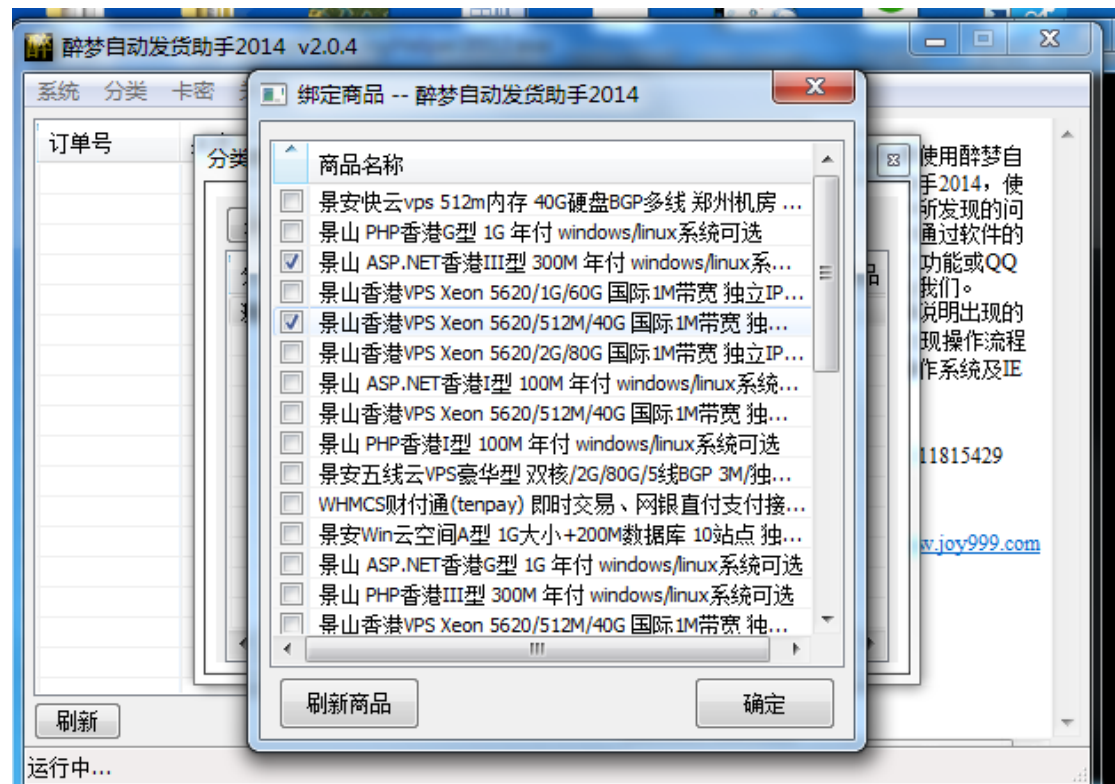 醉梦自动发货助手2014 v2.0.4
系统 分类 卡密
绑定商品 -- 醉梦自动发货助手2014
订单号
分类
商品名称
景安快云vps 512m内存 40G硬盘BGP多线 郑州机房 ...
景山 PHP香港G型 1G 年付 windows/linux系统可选
景山 ASP.NET香港III型 300M 年付 windows/linux系...
景山香港VPS Xeon 5620/1G/60G 国际1M带宽 独立IP...
景山香港VPS Xeon 5620/512M/40G 国际1M带宽 独...
景山香港VPS Xeon 5620/2G/80G 国际1M带宽 独立IP...
景山 ASP.NET香港I型 100M 年付 windows/linux系统...
景山香港VPS Xeon 5620/512M/40G 国际1M带宽 独...
景山 PHP香港I型 100M 年付 windows/linux系统可选
景安五线云VPS豪华型 双核/2G/80G/5线BGP 3M/独...
WHMCS财付通(tenpay) 即时交易、网银直付支付接...
景安Win云空间A型 1G大小+200M数据库 10站点 独...
景山 ASP.NET香港G型 1G 年付 windows/linux系统可选
景山 PHP香港III型 300M 年付 windows/linux系统可选
景山香港VPS Xeon 5620/512M/40G 国际1M带宽 独...
刷新商品
确定
品
使用醉梦自
手2014，使
所发现的问
通过软件的
功能或QQ
我们。
说明出现的
现操作流程
作系统及IE
11815429
w.joy999.com
刷新
运行中...